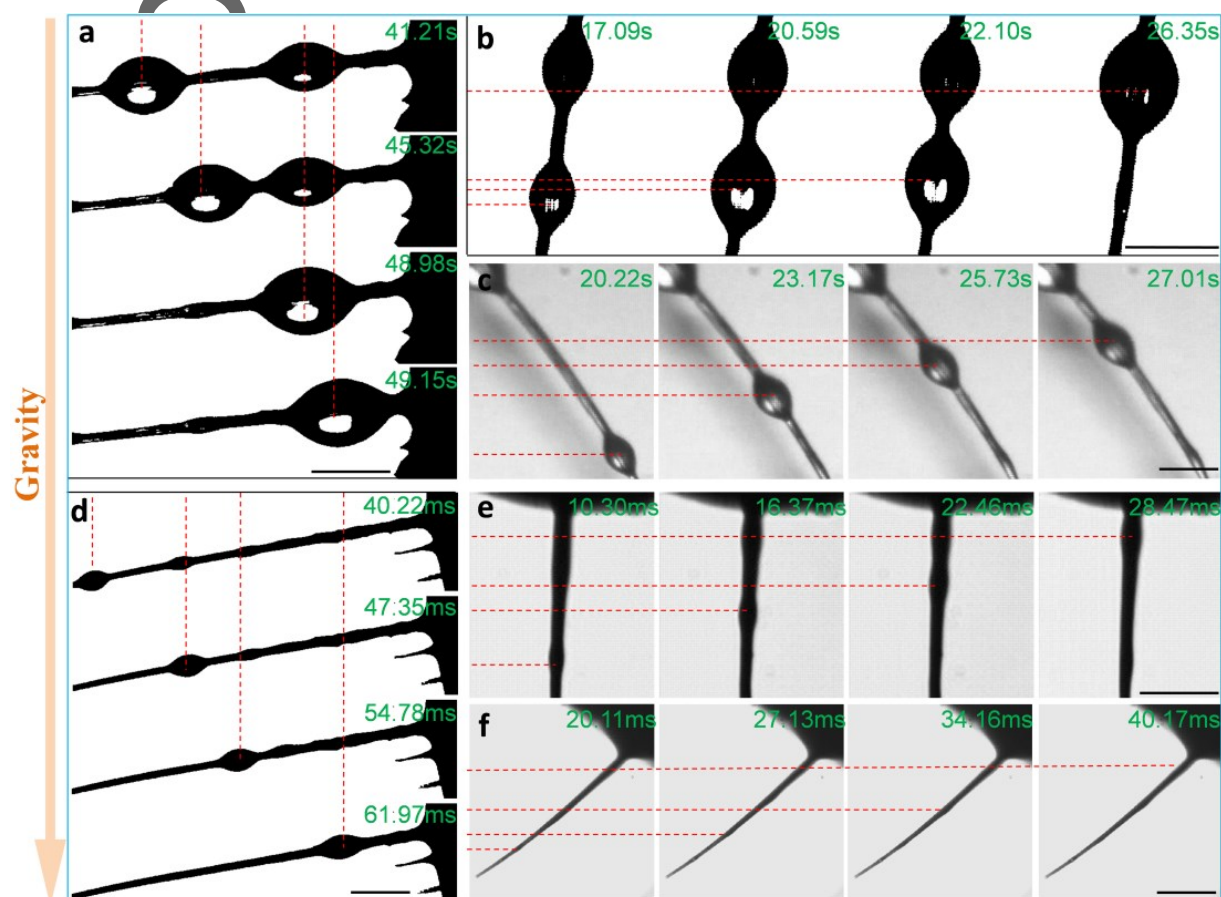 Gravity
a
41.21s
45.32s
48.98s
49.15s
b
17.09s 20.59s 22.10s 26.35s
c
20.22s 23.17s 25.73s 27.01s
d
40.22ms
47.35ms
54.78ms
61.97ms
e
10.30ms 16.37ms 22.46ms 28.47ms
f
20.11ms 27.13ms 34.16ms 40.17ms